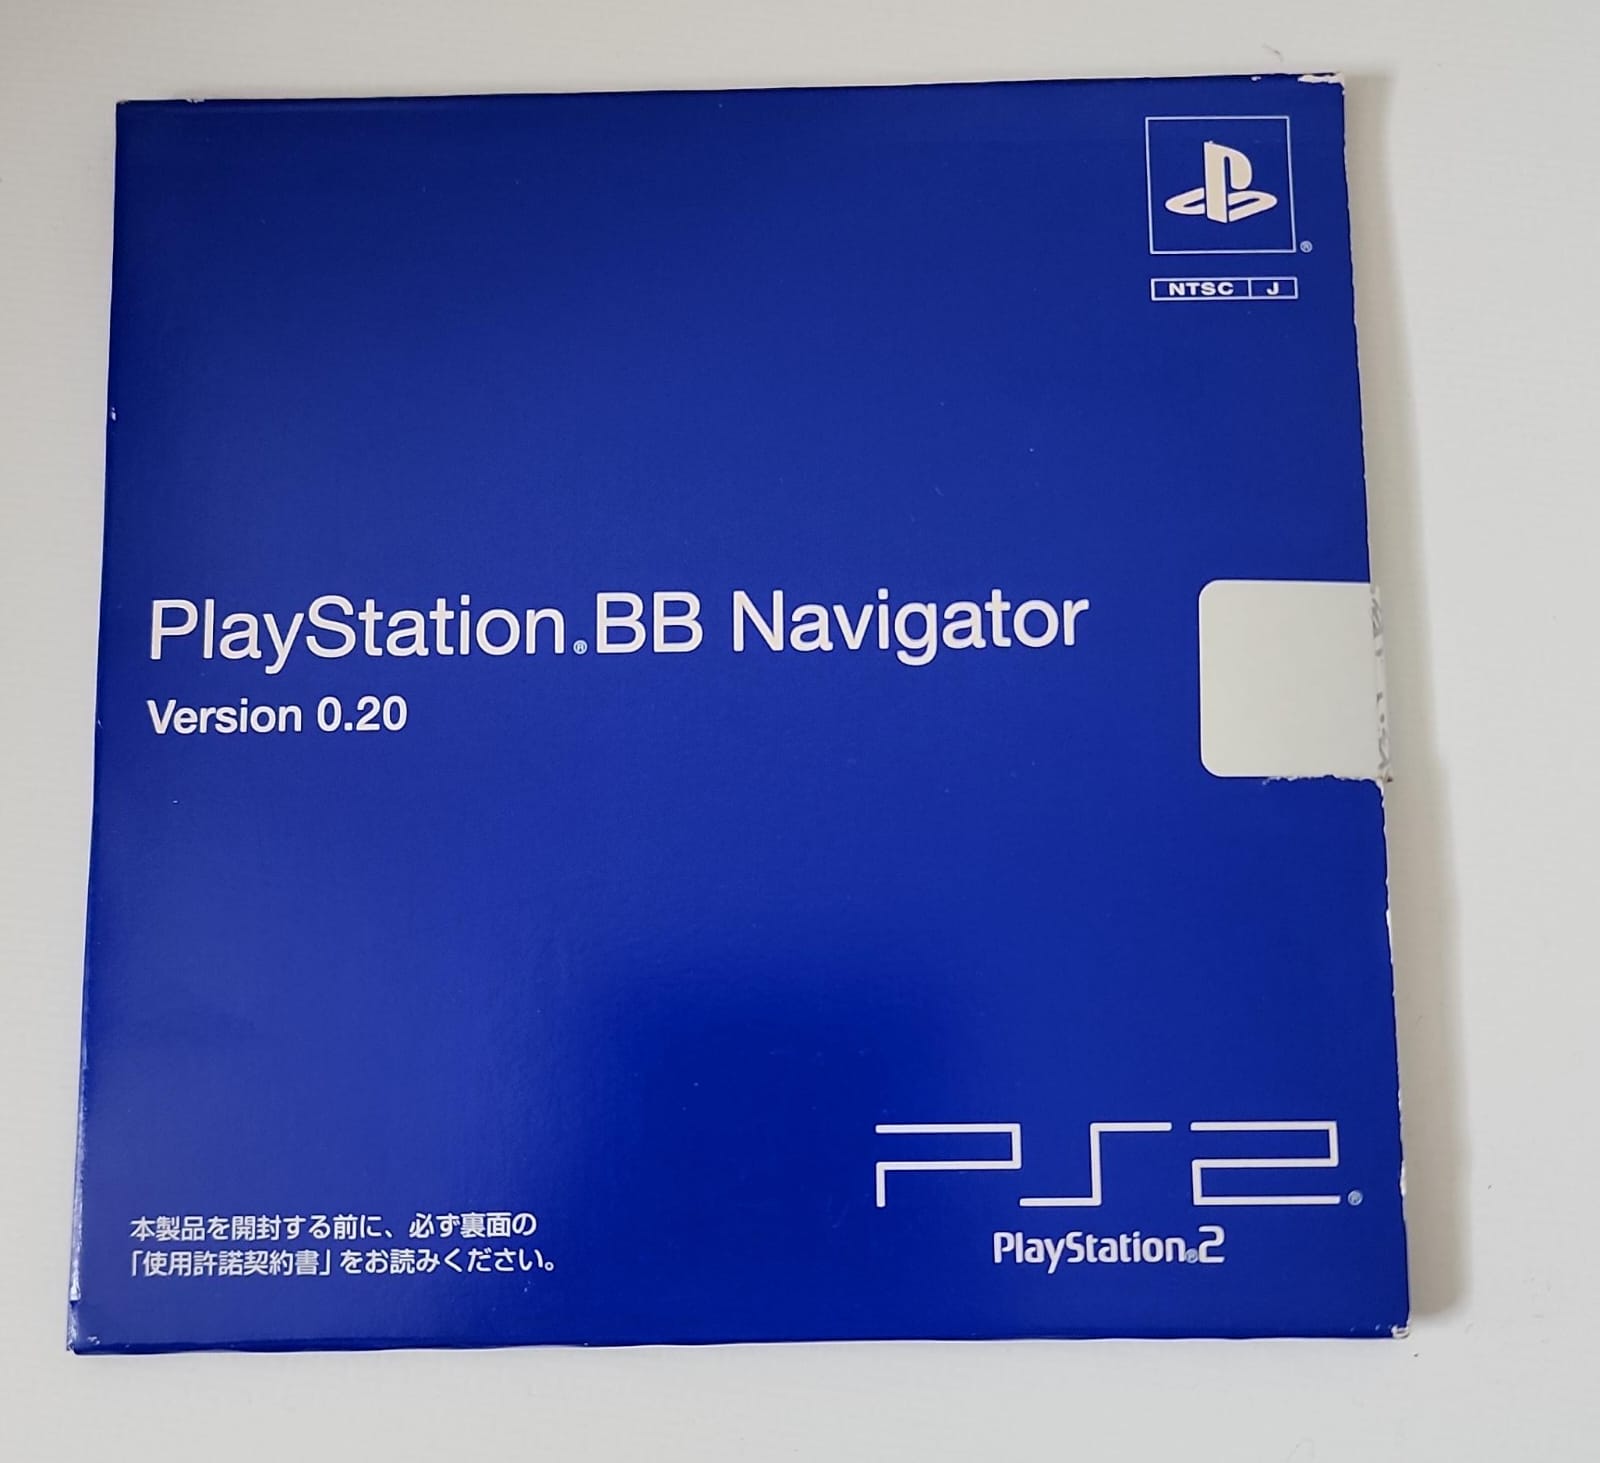 NTSC J
PlayStation®BB Navigator
Version 0.20
PS2®
PlayStation®2
本製品を開封する前に、必ず裏面の
「使用許諾契約書」をお読みください。